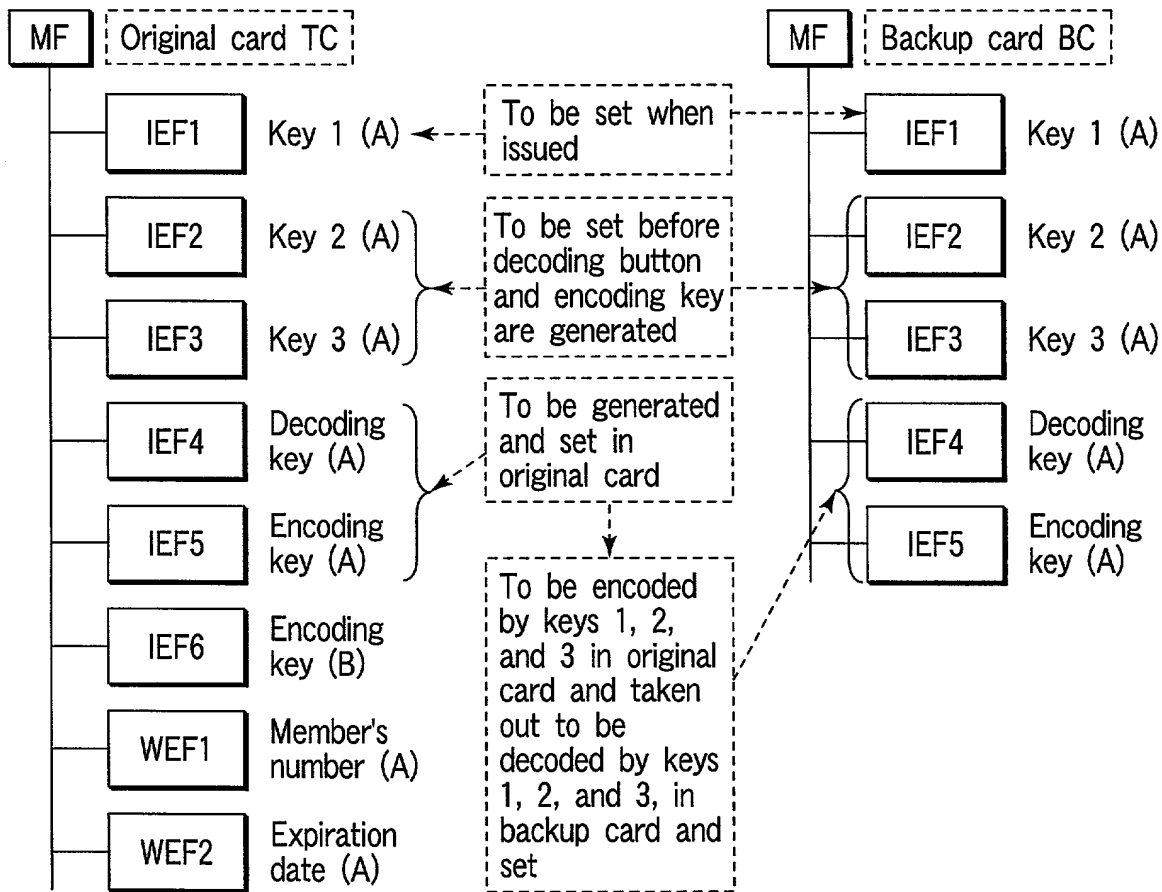 MF
Original card TC
IEF1
Key 1 (A)
IEF2
Key 2 (A)
IEF3
Key 3 (A)
IEF4
Decoding
key (A)
IEF5
Encoding
key (A)
IEF6
Encoding
key (B)
WEF1
Member's
number (A)
WEF2
Expiration
date (A)
To be set when
issued
To be set before
decoding button
and encoding key
are generated
To be generated
and set in
original card
To be encoded
by keys 1, 2,
and 3 in original
card and taken
out to be
decoded by keys
1, 2, and 3, in
backup card and
set
MF
Backup card BC
IEF1
Key 1 (A)
IEF2
Key 2 (A)
IEF3
Key 3 (A)
IEF4
Decoding
key (A)
IEF5
Encoding
key (A)